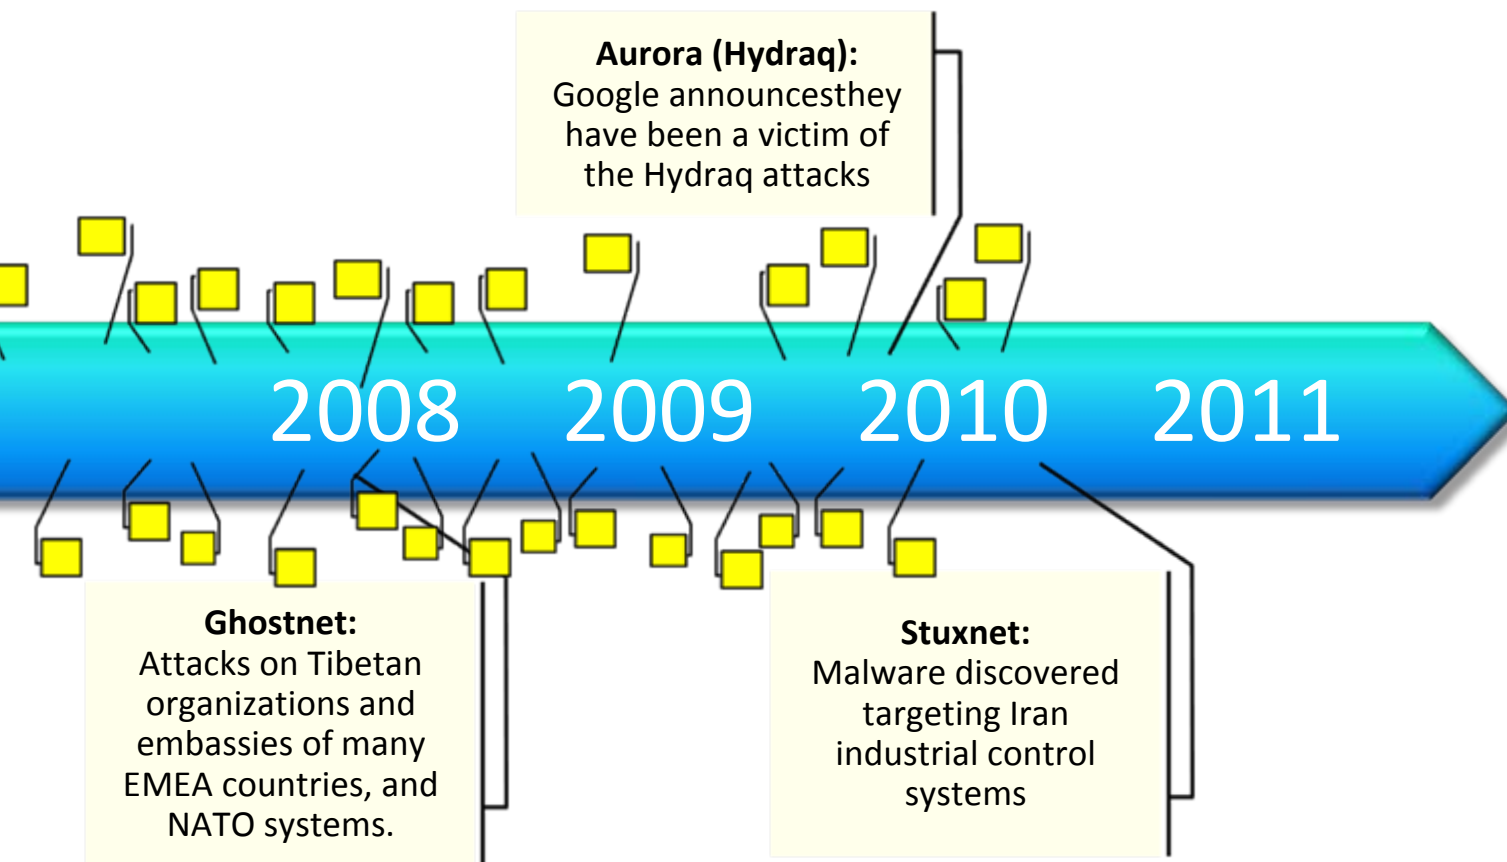 Aurora (Hydraq):
Google announcesthey
have been a victim of
the Hydraq attacks
2008 2009 2010 2011
Ghostnet:
Attacks on Tibetan
organizations and
embassies of many
EMEA countries, and
NATO systems.
Stuxnet:
Malware discovered
targeting Iran
industrial control
systems